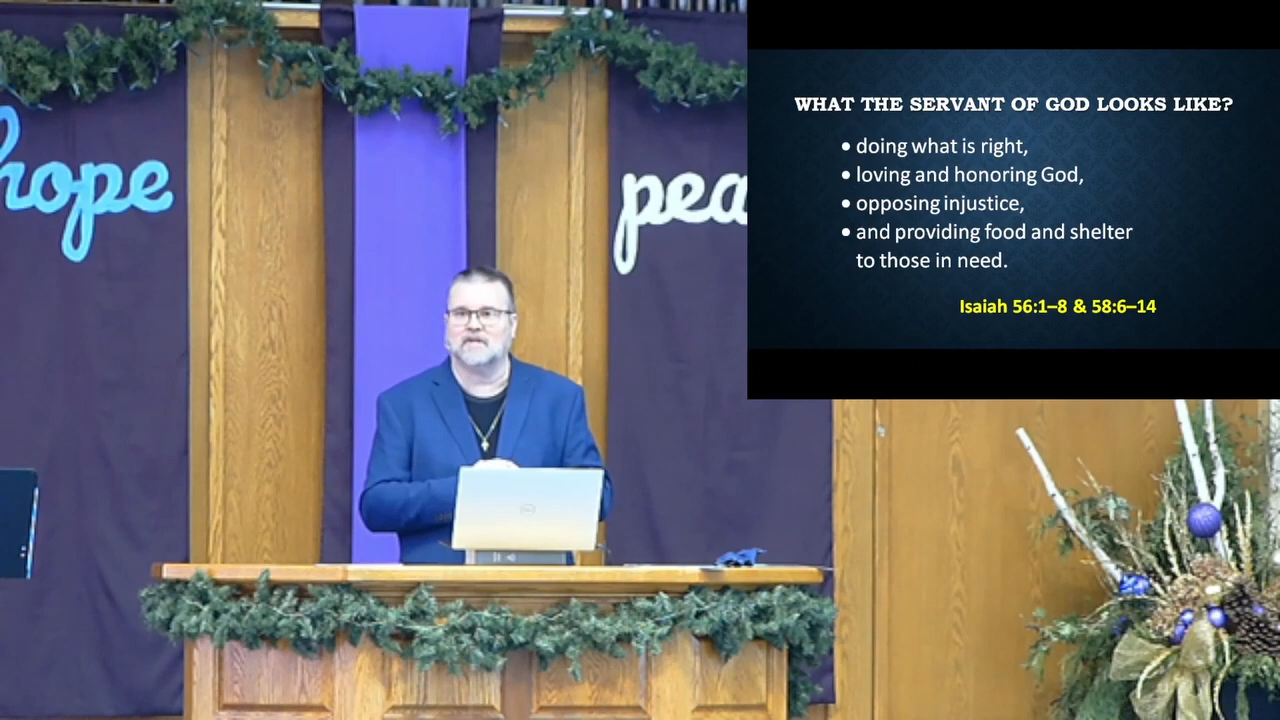 hope
WHAT THE SERVANT OF GOD LOOKS LIKE?
• doing what is right,
• loving and honoring God,
• opposing injustice,
• and providing food and shelter
to those in need.
Isaiah 56:1–8 & 58:6–14
pea
DELL